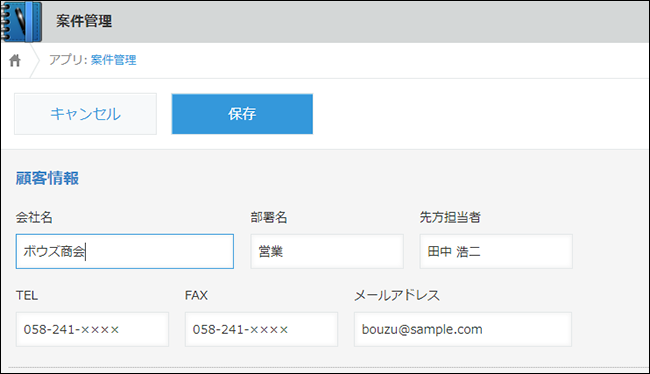 案件管理
アプリ: 案件管理
キャンセル 保存
顧客情報
会社名 部署名 先方担当者
ボウズ商会 営業 田中 浩二
TEL FAX メールアドレス
058-241-×××× 058-241-×××× bouzu@sample.com